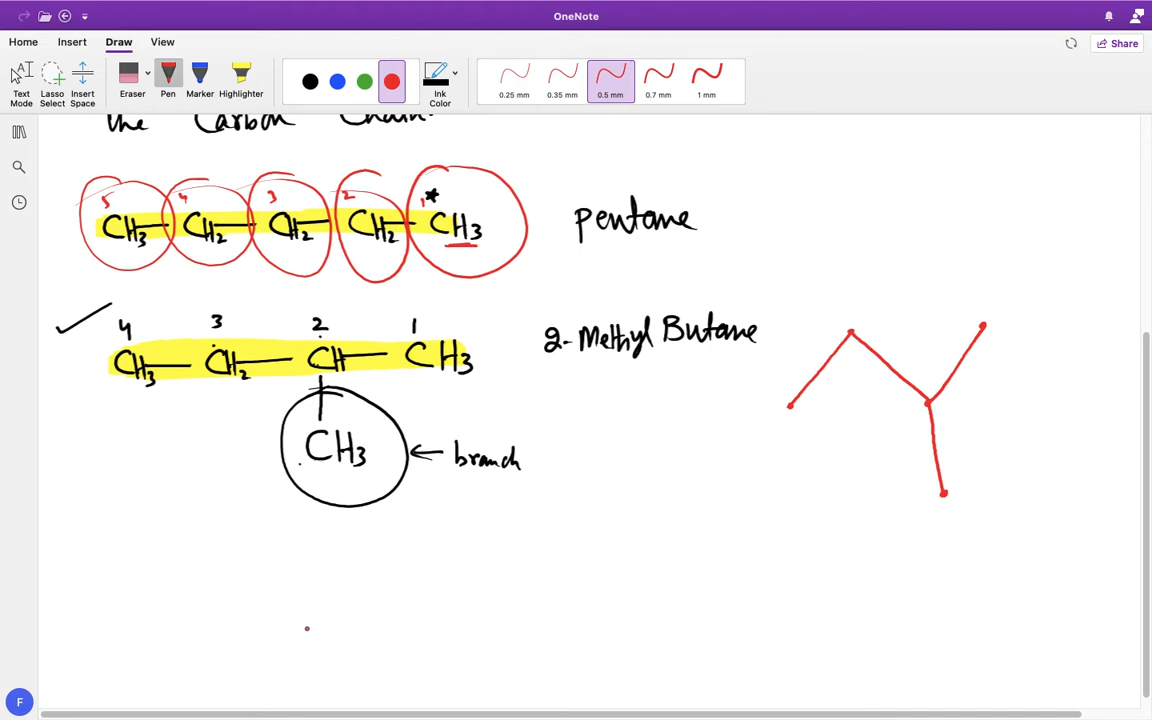 OneNote
Home Insert Draw View
Share
Text Mode
Lasso Select
Insert Space
Eraser
Pen
Marker
Highlighter
Ink Color
0.25 mm
0.35 mm
0.5 mm
0.7 mm
1 mm
the Carbon Chain.
5 4 3 2 1 *
CH3 — CH2 — CH2 — CH2 — CH3
Pentane
4 3 2 1
CH3 — CH2 — CH — CH3
2-Methyl Butane
CH3 ← branch
F